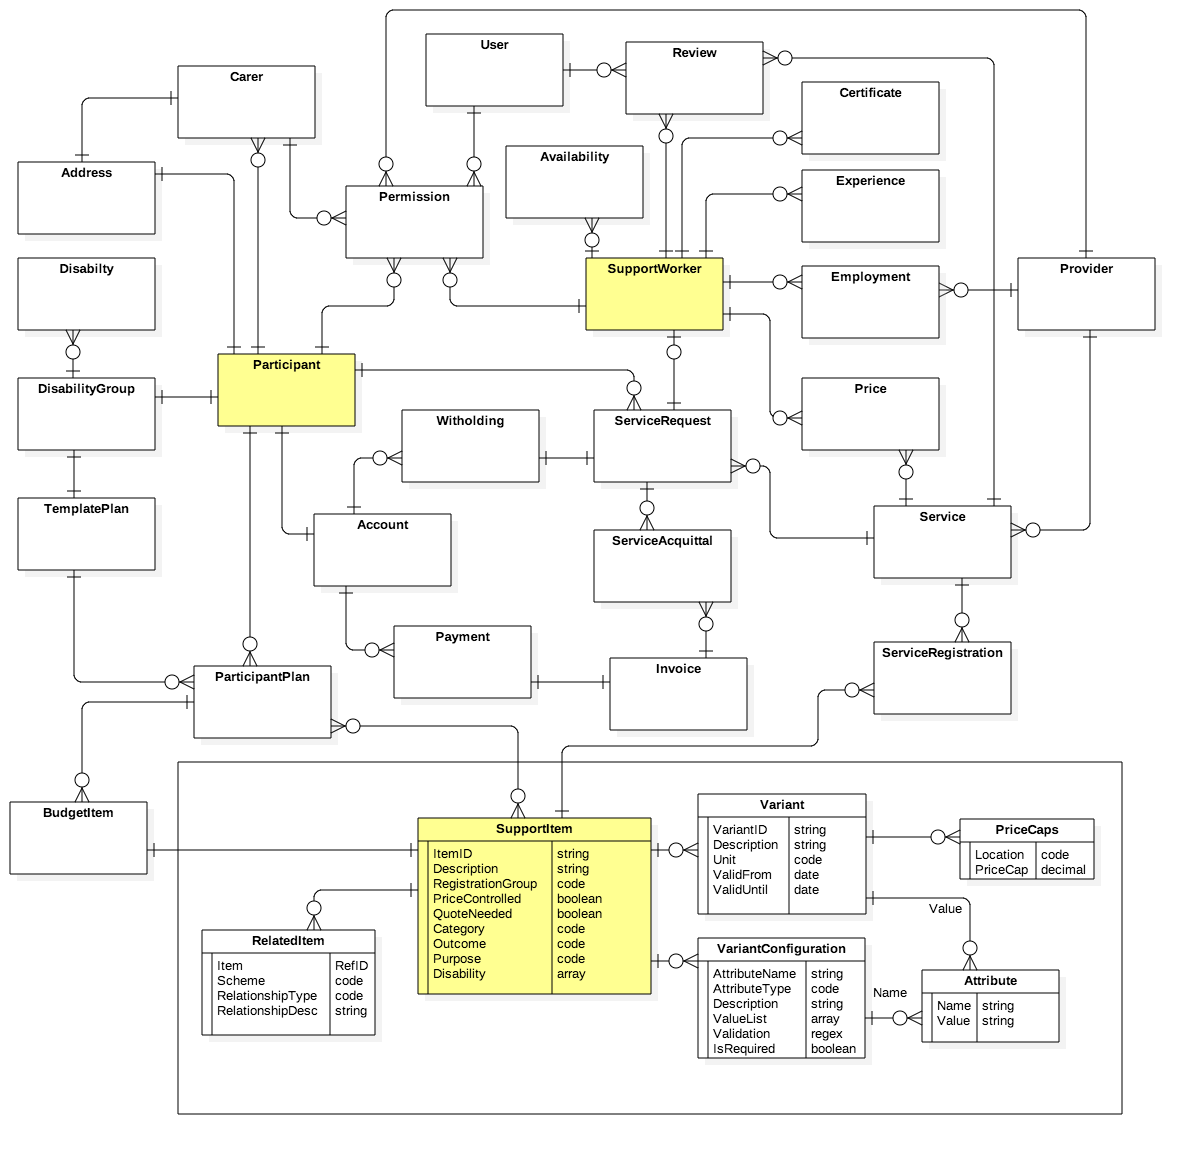 User
Review
Carer
Certificate
Availability
Address
Experience
Permission
Disabilty
SupportWorker
Employment
Provider
Participant
DisabilityGroup
Price
Witholding
ServiceRequest
TemplatePlan
Account
Service
ServiceAcquittal
Payment
ServiceRegistration
Invoice
ParticipantPlan
BudgetItem
SupportItem
ItemID string
Description string
RegistrationGroup code
PriceControlled boolean
QuoteNeeded boolean
Category code
Outcome code
Purpose code
Disability array
Variant
VariantID string
Description string
Unit code
ValidFrom date
ValidUntil date
PriceCaps
Location code
PriceCap decimal
Value
RelatedItem
Item RefID
Scheme code
RelationshipType code
RelationshipDesc string
VariantConfiguration
AttributeName string
AttributeType code
Description string
ValueList array
Validation regex
IsRequired boolean
Name
Attribute
Name string
Value string